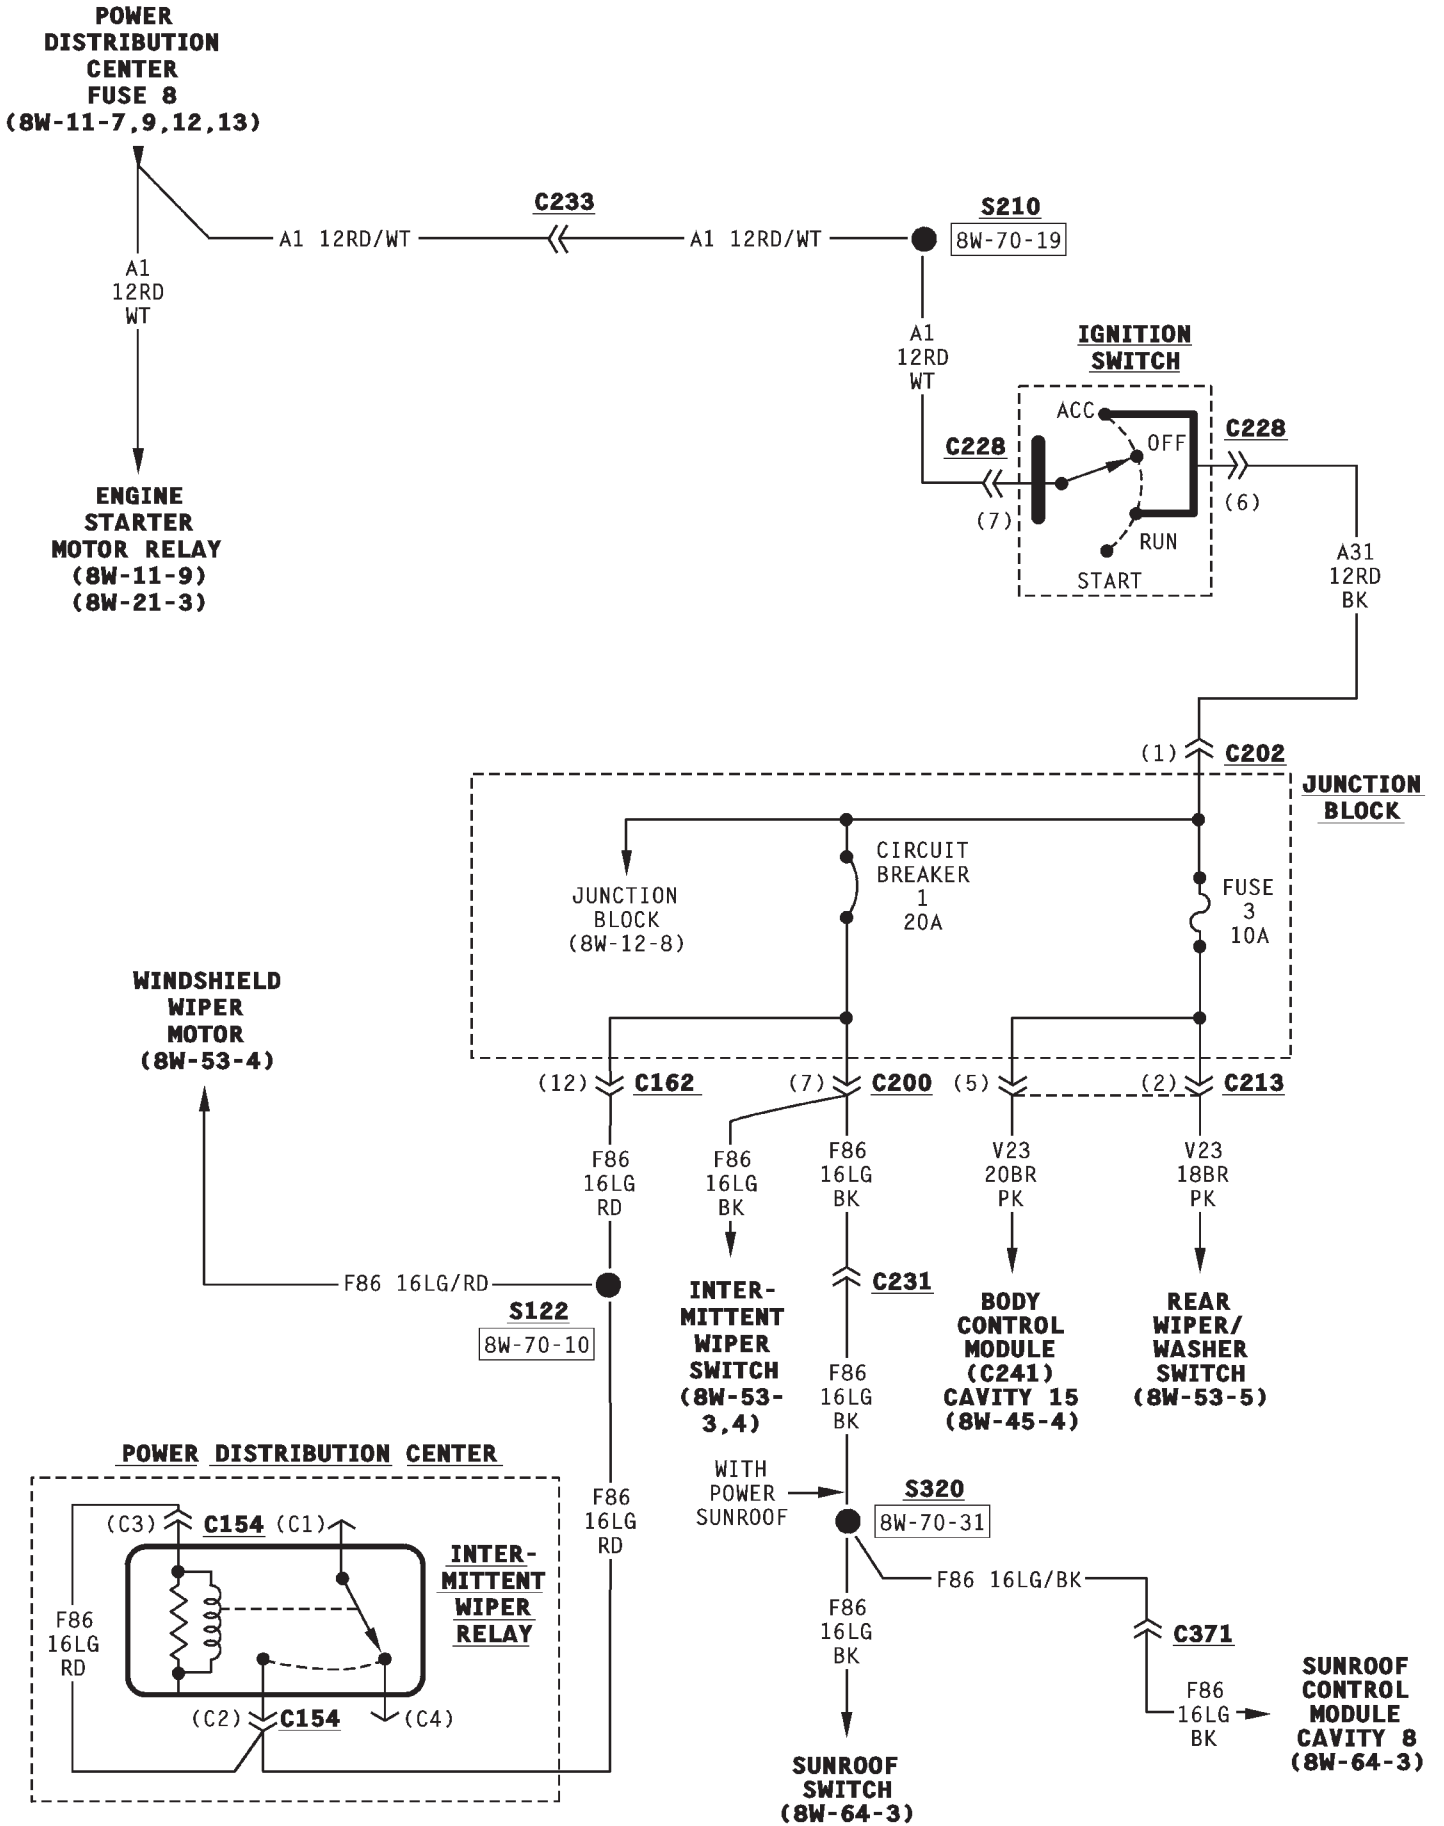 POWER
DISTRIBUTION
CENTER
FUSE 8
(8W-11-7,9,12,13)
C233
S210
A1 12RD/WT
A1 12RD/WT
8W-70-19
A1
12RD
WT
A1
12RD
WT
IGNITION
SWITCH
ACC
OFF
C228
C228
(7)
(6)
RUN
START
ENGINE
STARTER
MOTOR RELAY
(8W-11-9)
(8W-21-3)
A31
12RD
BK
(1)
C202
JUNCTION
BLOCK
CIRCUIT
BREAKER
1
20A
FUSE
3
10A
JUNCTION
BLOCK
(8W-12-8)
WINDSHIELD
WIPER
MOTOR
(8W-53-4)
(12)
C162
(7)
C200
(5)
(2)
C213
F86
16LG
RD
F86
16LG
BK
F86
16LG
BK
V23
20BR
PK
V23
18BR
PK
F86 16LG/RD
S122
8W-70-10
INTER-
MITTENT
WIPER
SWITCH
(8W-53-
3,4)
C231
BODY
CONTROL
MODULE
(C241)
CAVITY 15
(8W-45-4)
REAR
WIPER/
WASHER
SWITCH
(8W-53-5)
F86
16LG
BK
POWER DISTRIBUTION CENTER
WITH
POWER
SUNROOF
S320
8W-70-31
F86
16LG
RD
(C3)
C154
(C1)
INTER-
MITTENT
WIPER
RELAY
F86
16LG
RD
F86 16LG/BK
F86
16LG
BK
C371
(C2)
C154
(C4)
F86
16LG
BK
SUNROOF
CONTROL
MODULE
CAVITY 8
(8W-64-3)
SUNROOF
SWITCH
(8W-64-3)